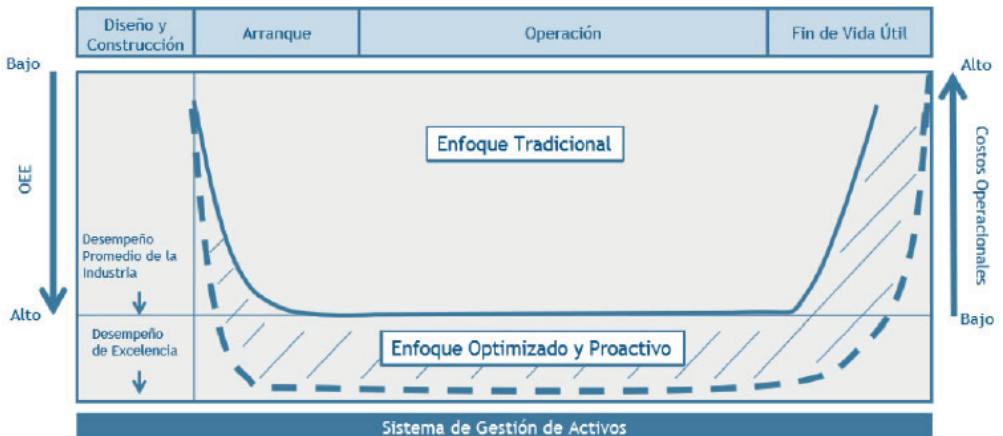 Diseño y
Construcción
Arranque
Operación
Fin de Vida Útil
Bajo
Alto
OEE
Enfoque Tradicional
Costos Operacionales
Desempeño
Promedio de la
Industria
Alto
Bajo
Desempeño
de Excelencia
Enfoque Optimizado y Proactivo
Sistema de Gestión de Activos